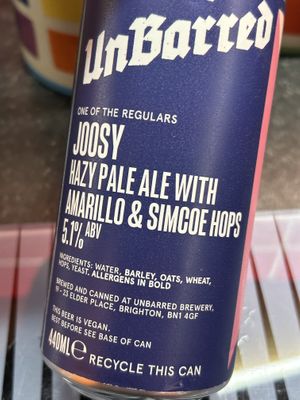 UnBarred
ONE OF THE REGULARS
JOOSY
HAZY PALE ALE WITH
AMARILLO & SIMCOE HOPS
5.1% ABV
INGREDIENTS: WATER, BARLEY, OATS, WHEAT,
HOPS, YEAST. ALLERGENS IN BOLD
BREWED AND CANNED AT UNBARRED BREWERY,
- 23 ELDER PLACE, BRIGHTON, BN1 4GF
THIS BEER IS VEGAN.
BEST BEFORE SEE BASE OF CAN
440ML℮ RECYCLE THIS CAN